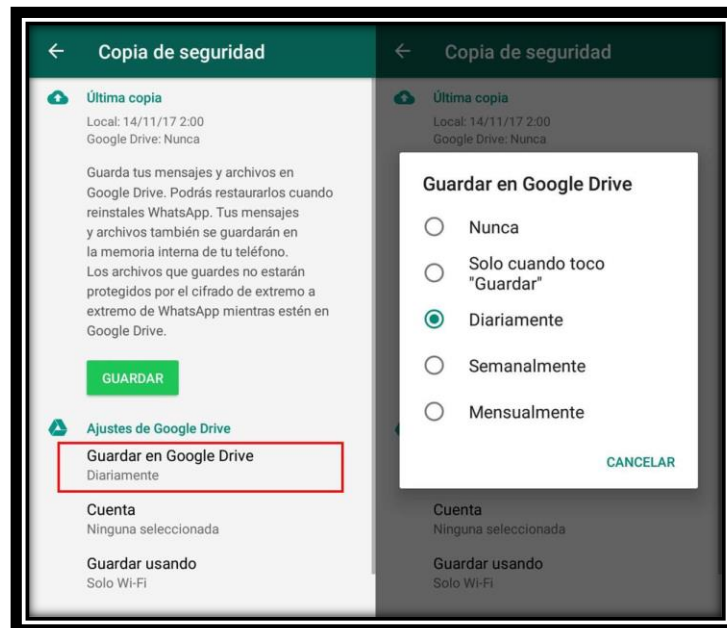 Copia de seguridad
Última copia
Local: 14/11/17 2:00
Google Drive: Nunca
Guarda tus mensajes y archivos en
Google Drive. Podrás restaurarlos cuando
reinstales WhatsApp. Tus mensajes
y archivos también se guardarán en
la memoria interna de tu teléfono.
Los archivos que guardes no estarán
protegidos por el cifrado de extremo a
extremo de WhatsApp mientras estén en
Google Drive.
GUARDAR
Ajustes de Google Drive
Guardar en Google Drive
Diariamente
Cuenta
Ninguna seleccionada
Guardar usando
Solo Wi-Fi
Copia de seguridad
Última copia
Local: 14/11/17 2:00
Google Drive: Nunca
Guardar en Google Drive
Nunca
Solo cuando toco
"Guardar"
Diariamente
Semanalmente
Mensualmente
CANCELAR
Cuenta
Ninguna seleccionada
Guardar usando
Solo Wi-Fi